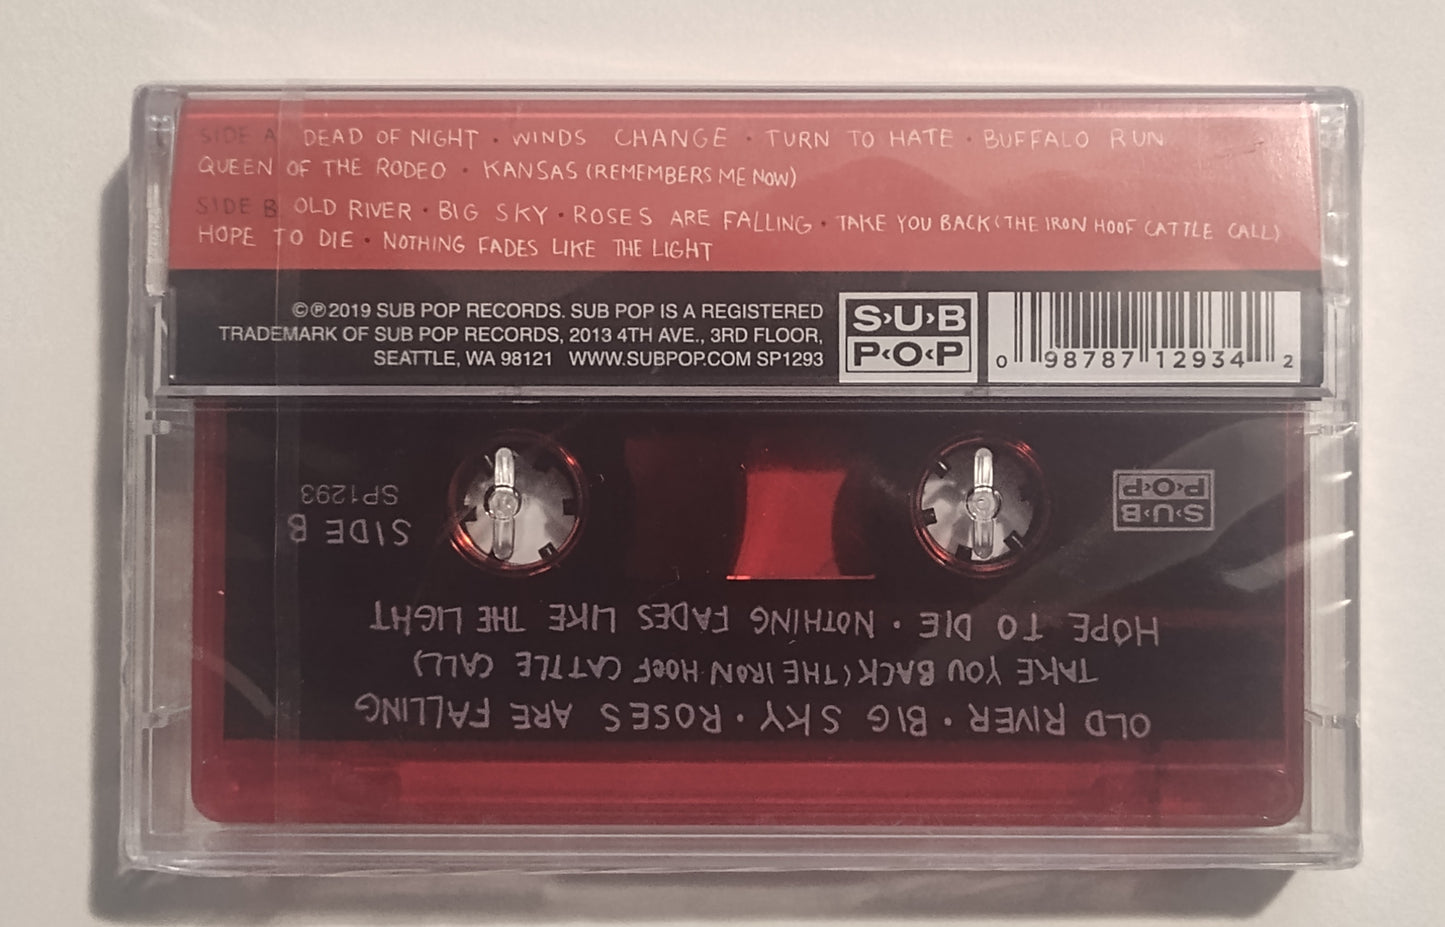 SIDE A DEAD OF NIGHT · WINDS CHANGE · TURN TO HATE · BUFFALO RUN
QUEEN OF THE RODEO · KANSAS (REMEMBERS ME NOW)
SIDE B OLD RIVER · BIG SKY · ROSES ARE FALLING · TAKE YOU BACK (THE IRON HOOF CATTLE CALL)
HOPE TO DIE · NOTHING FADES LIKE THE LIGHT
©℗2019 SUB POP RECORDS. SUB POP IS A REGISTERED
TRADEMARK OF SUB POP RECORDS, 2013 4TH AVE., 3RD FLOOR,
SEATTLE, WA 98121 WWW.SUBPOP.COM SP1293
S›U›B
P‹O‹P
0 98787 12934 2
OLD RIVER · BIG SKY · ROSES ARE FALLING
TAKE YOU BACK (THE IRON HOOF CATTLE CALL)
HOPE TO DIE · NOTHING FADES LIKE THE LIGHT
S›U›B
P‹O‹P
SIDE B
SP1293